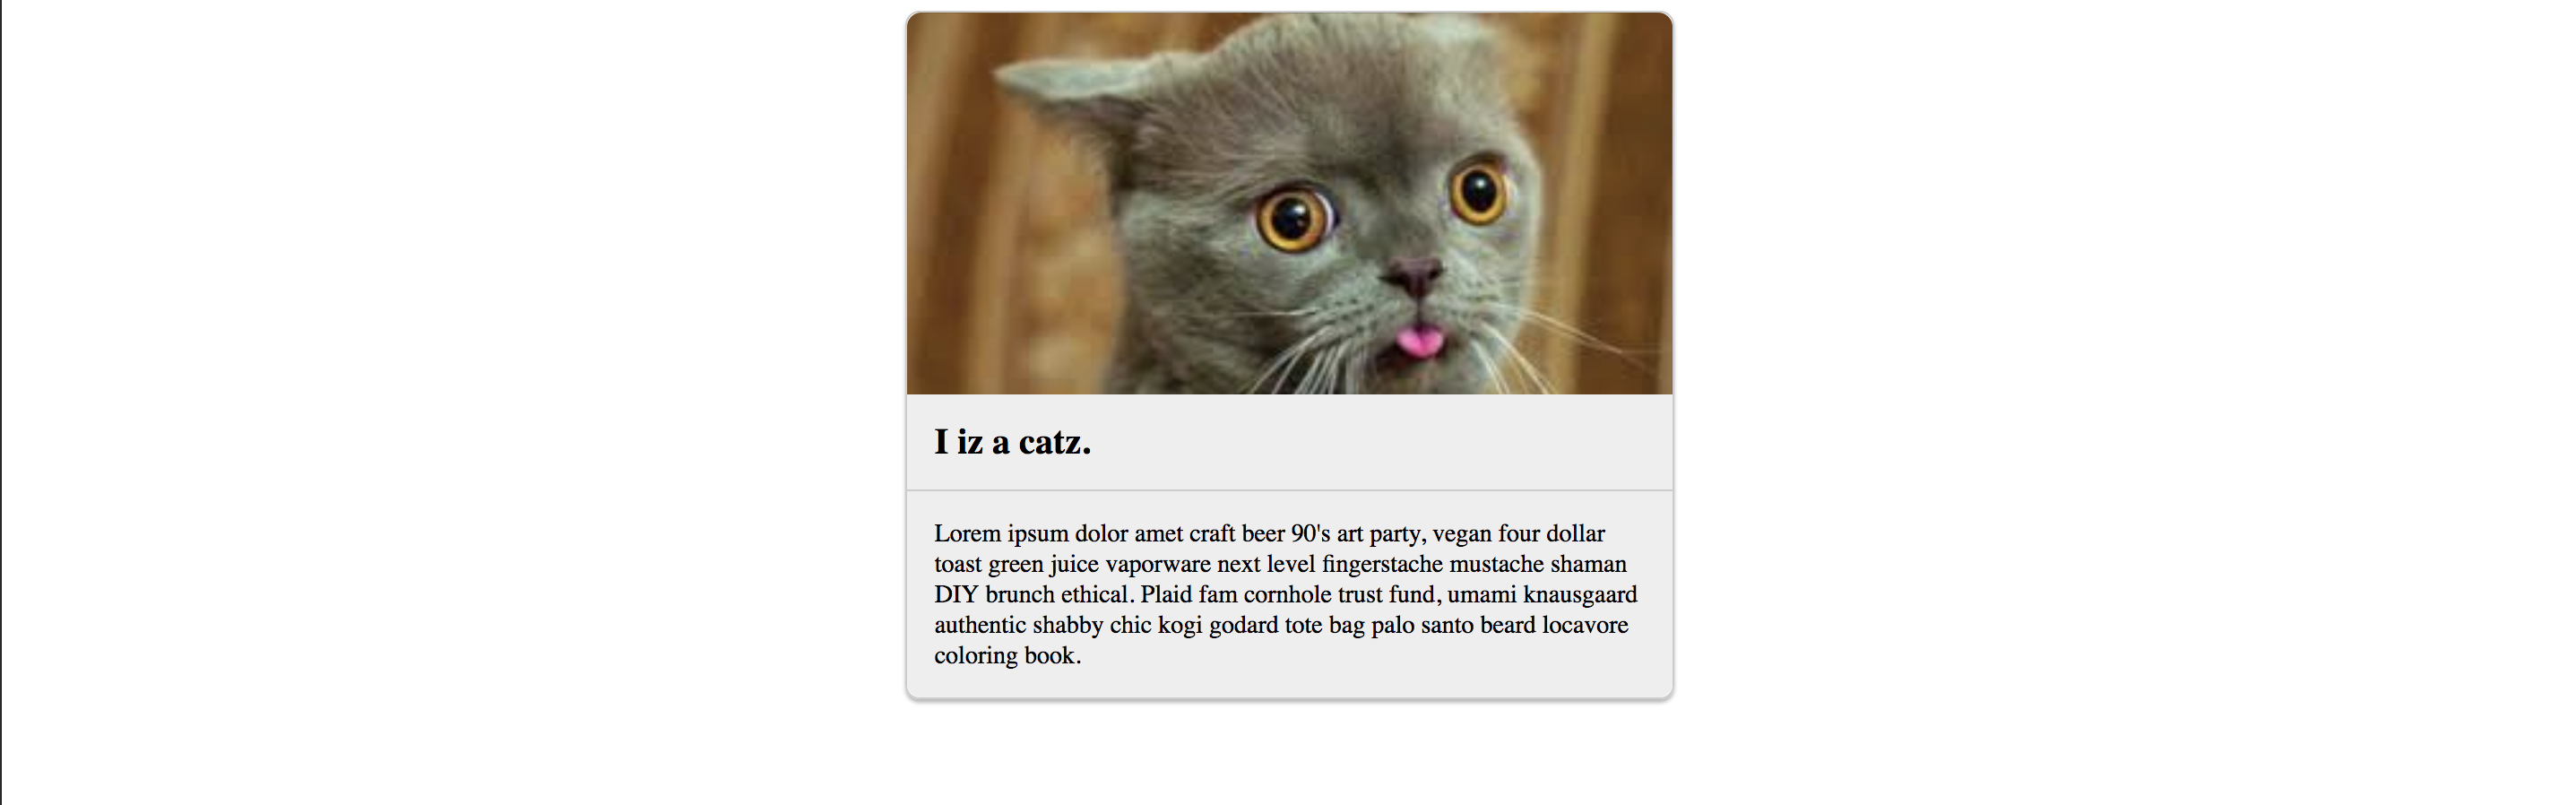 I iz a catz.
Lorem ipsum dolor amet craft beer 90's art party, vegan four dollar
toast green juice vaporware next level fingerstache mustache shaman
DIY brunch ethical. Plaid fam cornhole trust fund, umami knausgaard
authentic shabby chic kogi godard tote bag palo santo beard locavore
coloring book.